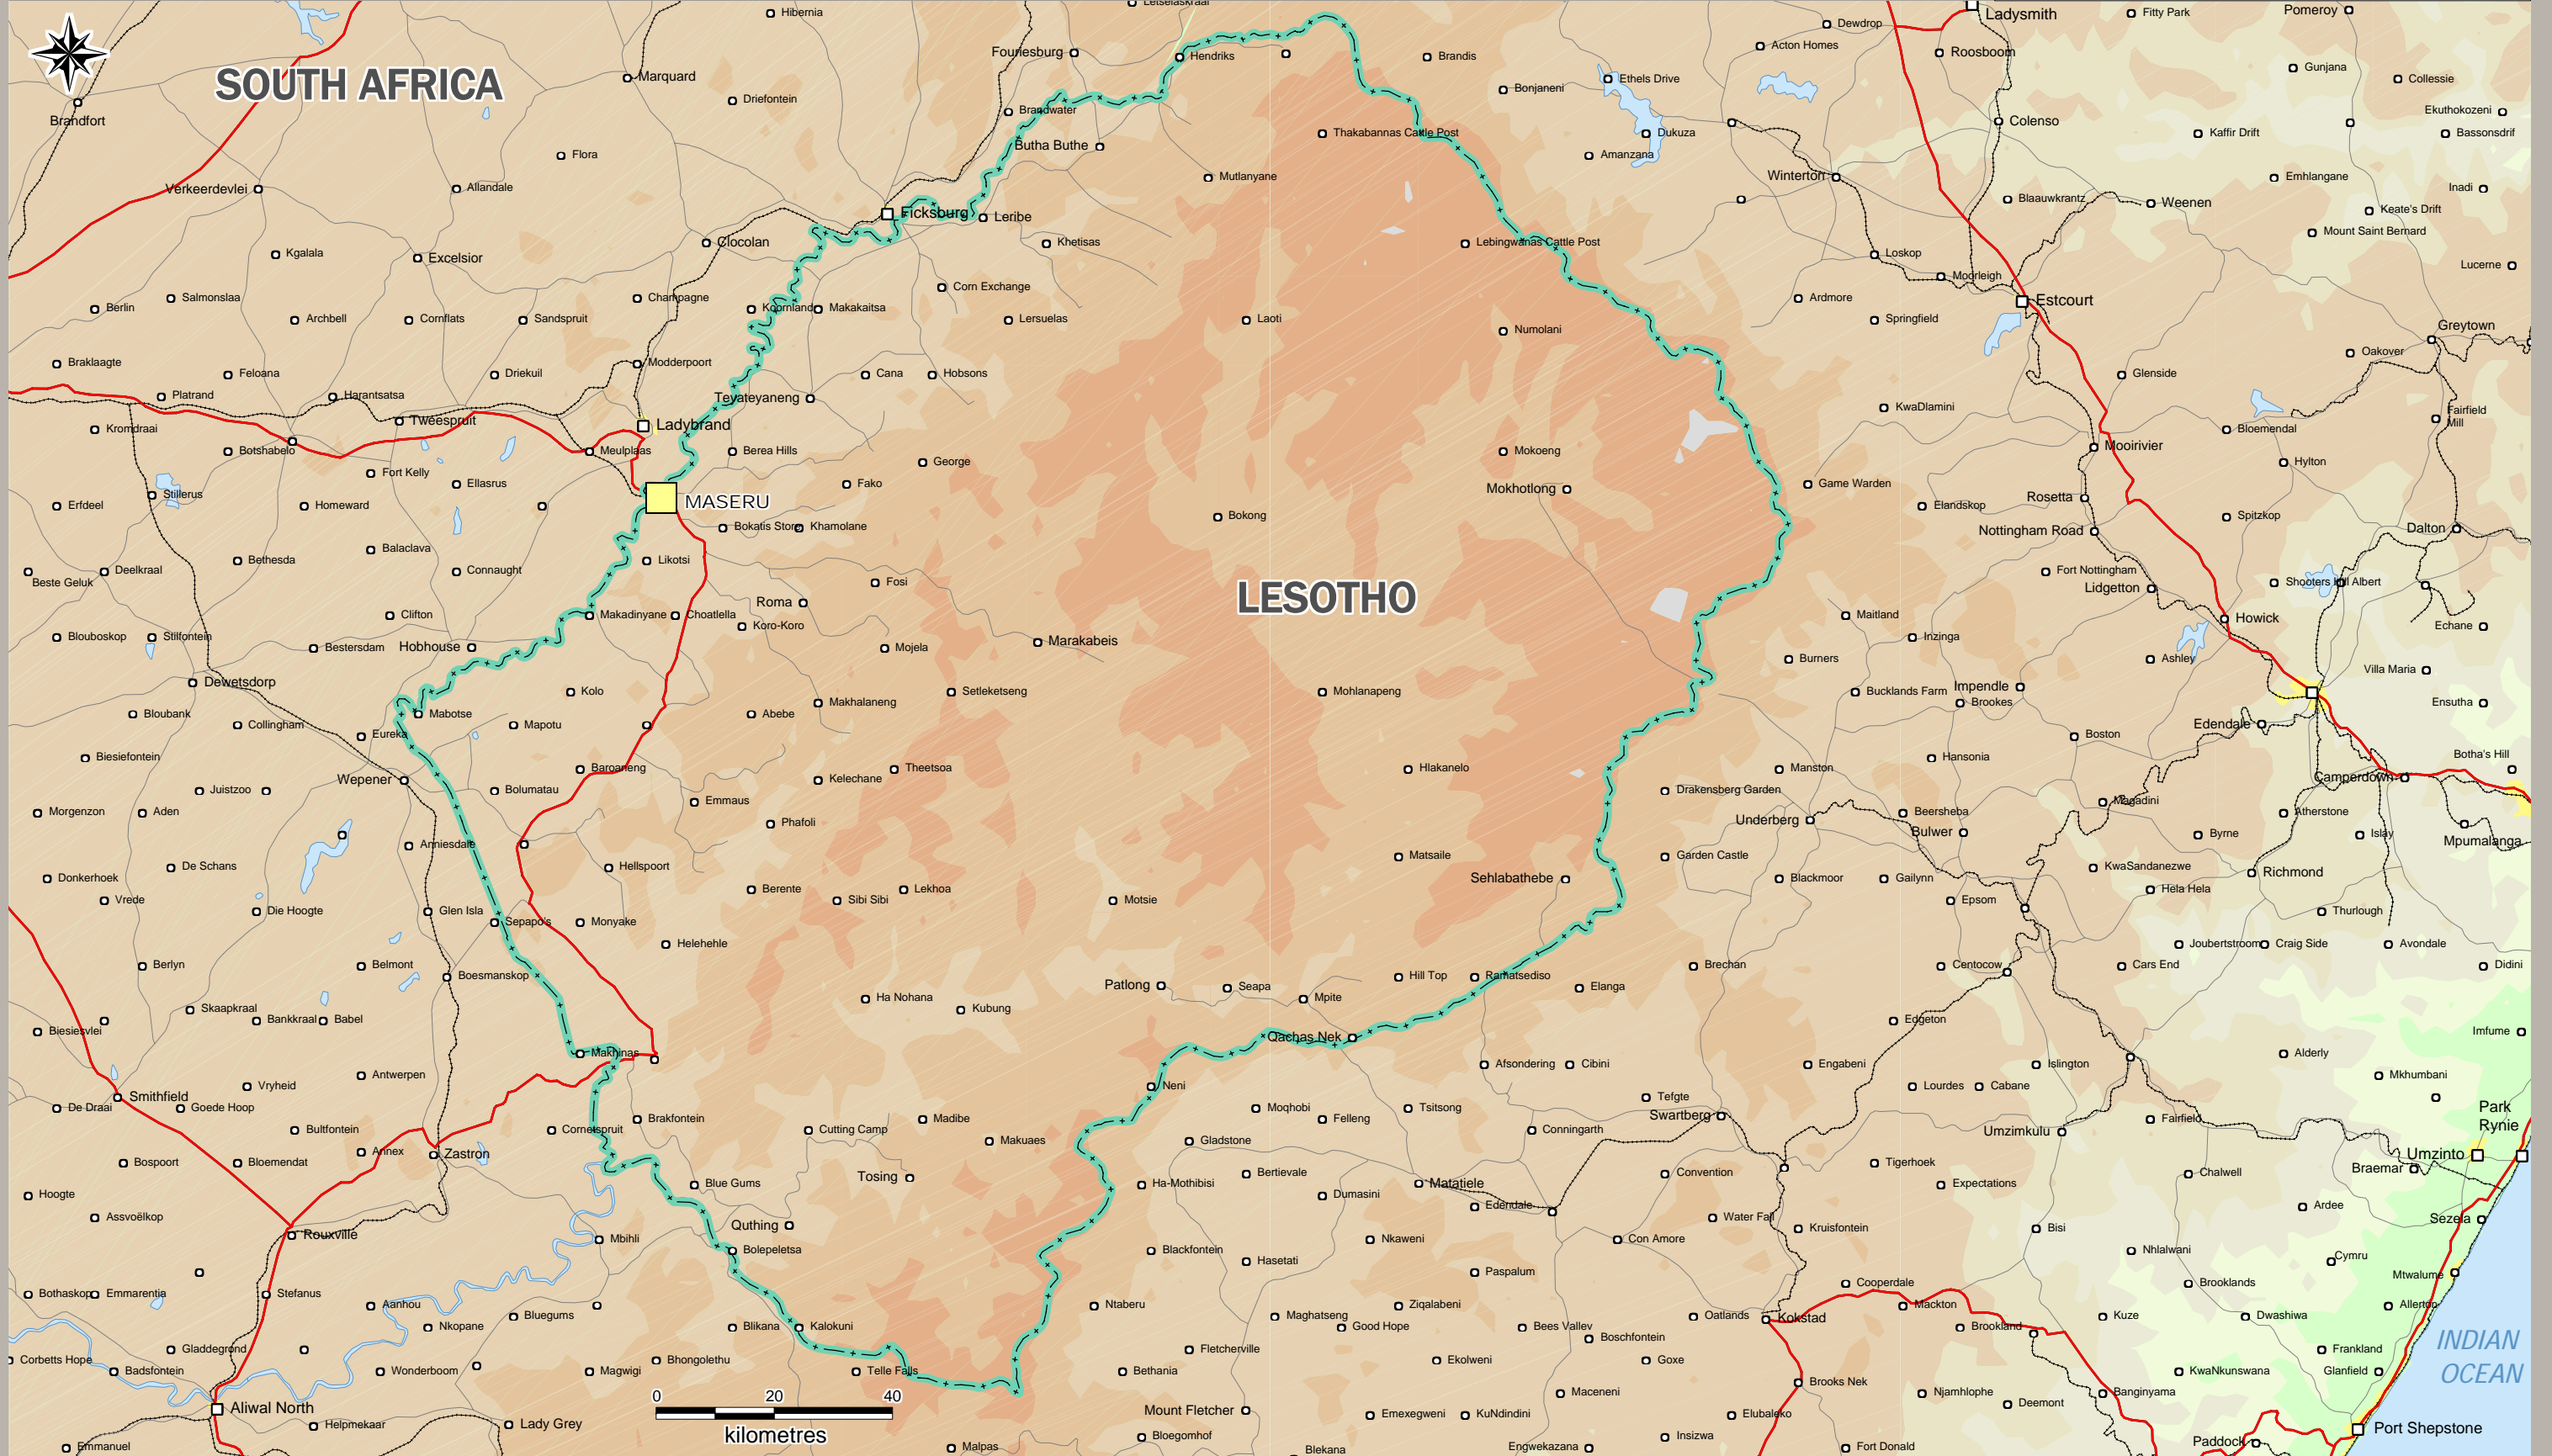 Letselaskraal
Hibernia
Ladysmith
Fitty Park
Pomeroy
Dewdrop
SOUTH AFRICA
Fouriesburg
Hendriks
Brandis
Acton Homes
Roosboom
Gunjana
Marquard
Bonjaneni
Ethels Drive
Collessie
Driefontein
Brandwater
Ekuthokozeni
Brandfort
Colenso
Butha Buthe
Thakabannas Cattle Post
Dukuza
Kaffir Drift
Bassonsdrif
Flora
Amanzana
Verkeerdevlei
Allandale
Mutlanyane
Winterton
Emhlangane
Inadi
Ficksburg
Leribe
Blaauwkrantz
Weenen
Keate's Drift
Clocolan
Khetisas
Lebingwanas Cattle Post
Mount Saint Bernard
Kgalala
Excelsior
Loskop
Lucerne
Moorleigh
Salmonslaa
Champagne
Corn Exchange
Ardmore
Estcourt
Berlin
Archbell
Cornflats
Sandspruit
Koornland
Makakaitsa
Lersuelas
Laoti
Numolani
Springfield
Greytown
Braklaagte
Feloana
Driekuil
Modderpoort
Cana
Hobsons
Glenside
Oakover
Platrand
Harantsatsa
Teyateyaneng
KwaDlamini
Kromdraai
Tweespruit
Ladybrand
Bloemendal
Fairfield
Mill
Botshabelo
Meulplaas
Berea Hills
George
Mokoeng
Mooirivier
Fort Kelly
Hylton
Stillerus
Ellasrus
Fako
Mokhotlong
Game Warden
Rosetta
Erfdeel
Homeward
MASERU
Bokong
Elandskop
Spitzkop
Bokatis Store
Khamolane
Nottingham Road
Dalton
Balaclava
Bethesda
Likotsi
Beste Geluk
Deelkraal
Connaught
Fosi
LESOTHO
Fort Nottingham
Lidgetton
Shooters Hill
Albert
Clifton
Makadinyane
Choatlella
Roma
Koro-Koro
Maitland
Howick
Echane
Blouboskop
Stilfontein
Bestersdam
Hobhouse
Mojela
Marakabeis
Inzinga
Burners
Ashley
Villa Maria
Dewetsdorp
Kolo
Makhalaneng
Setleketseng
Mohlanapeng
Bucklands Farm
Impendle
Brookes
Ensutha
Bloubank
Collingham
Mabotse
Mapotu
Abebe
Edendale
Eureka
Boston
Biesiefontein
Wepener
Baroaneng
Kelechane
Theetsoa
Hlakanelo
Manston
Hansonia
Camperdown
Botha's Hill
Juistzoo
Bolumatau
Emmaus
Drakensberg Garden
Magadini
Morgenzon
Aden
Phafoli
Underberg
Beersheba
Bulwer
Atherstone
Byrne
Islay
Mpumalanga
Anniesdale
Matsaile
Garden Castle
Donkerhoek
De Schans
Hellspoort
Sehlabathebe
Blackmoor
Gailynn
KwaSandanezwe
Richmond
Vrede
Berente
Sibi Sibi
Lekhoa
Motsie
Epsom
Hela Hela
Die Hoogte
Glen Isla
Sepapo's
Monyake
Thurlough
Helehehle
Joubertstroom
Craig Side
Avondale
Berlyn
Belmont
Boesmanskop
Hill Top
Ramatsediso
Brechan
Centocow
Cars End
Didini
Patlong
Seapa
Mpite
Elanga
Ha Nohana
Kubung
Skaapkraal
Bankkraal
Babel
Edgeton
Biesiesvlei
Qachas Nek
Imfume
Makhinas
Afsondering
Cibini
Engabeni
Islington
Alderly
Antwerpen
Neni
Lourdes
Cabane
Mkhumbani
Vryheid
Smithfield
De Draai
Goede Hoop
Moqhobi
Felleng
Tsitsong
Tefgte
Swartberg
Park
Rynie
Bultfontein
Cornetspruit
Brakfontein
Cutting Camp
Madibe
Makuaes
Gladstone
Conningarth
Umzimkulu
Fairfield
Annex
Zastron
Bospoort
Bloemendat
Tosing
Bertievale
Convention
Tigerhoek
Chalwell
Braemar
Umzinto
Hoogte
Blue Gums
Ha-Mothibisi
Dumasini
Matatiele
Expectations
Assvoëlkop
Quthing
Edendale
Water Fall
Ardee
Sezela
Rouxville
Mbihli
Bolepeletsa
Blackfontein
Nkaweni
Con Amore
Kruisfontein
Bisi
Hasetati
Nhlalwani
Cymru
Paspalum
Mtwalume
Bothaskop
Emmarentia
Stefanus
Aanhou
Cooperdale
Brooklands
Bluegums
Ntaberu
Ziqalabeni
Mackton
Allerton
Nkopane
Blikana
Kalokuni
Maghatseng
Good Hope
Bees Vallev
Oatlands
Kokstad
Kuze
Dwashiwa
Boschfontein
Brookland
INDIAN
OCEAN
Gladdegrond
Corbetts Hope
Bhongolethu
Fletcherville
Ekolweni
Goxe
Frankland
Badsfontein
Wonderboom
Magwigi
Telle Falls
Bethania
KwaNkunswana
Glanfield
Brooks Nek
0 20 40
kilometres
Maceneni
Njamhlophe
Banginyama
Deemont
Aliwal North
Mount Fletcher
Emexegweni
KuNdindini
Elubaleko
Helpmekaar
Lady Grey
Port Shepstone
Emmanuel
Malpas
Bloegomhof
Blekana
Engwekazana
Insizwa
Fort Donald
Paddock